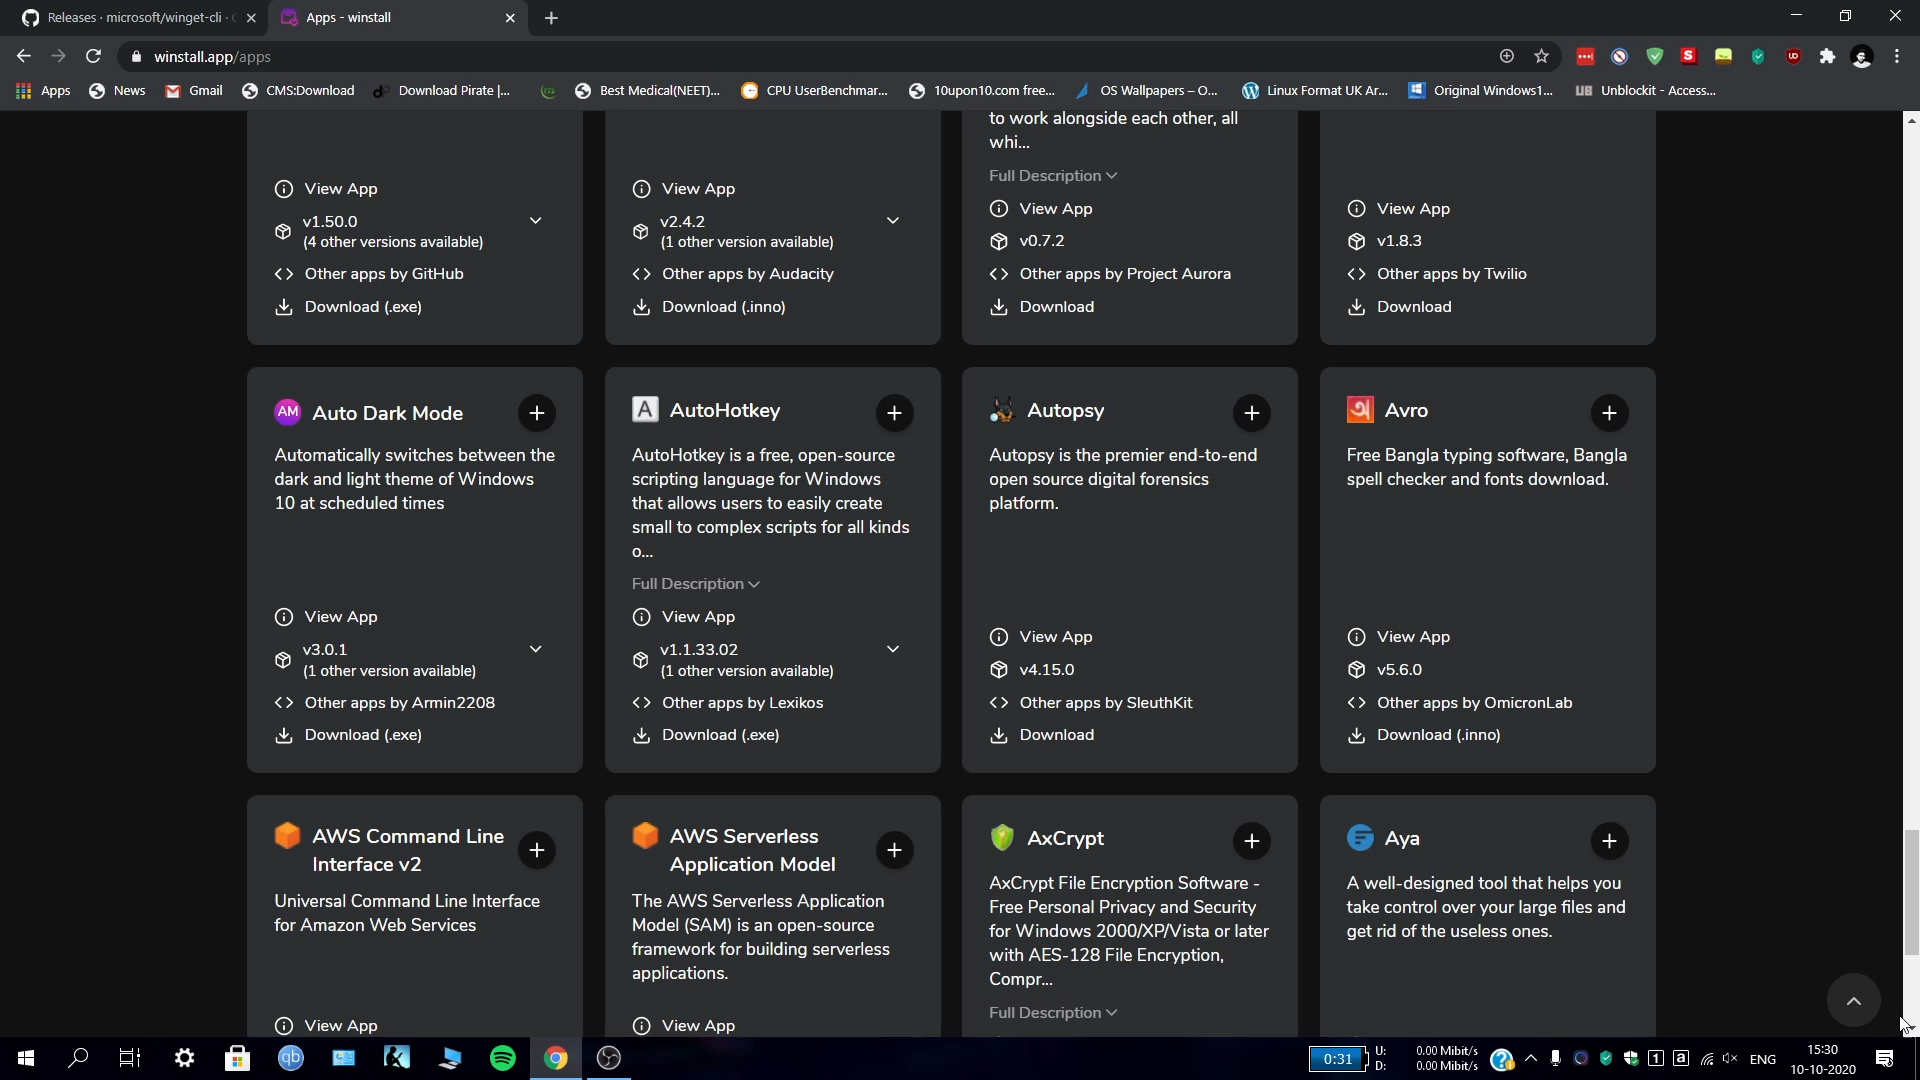 Releases · microsoft/winget-cli ·
Apps - winstall
winstall.app/apps
Apps
News
Gmail
CMS:Download
Download Pirate |...
Best Medical(NEET)...
CPU UserBenchmar...
10upon10.com free...
OS Wallpapers – O...
Linux Format UK Ar...
Original Windows1...
UB
Unblockit - Access...
to work alongside each other, all
whi...
Full Description
View App
v1.50.0
(4 other versions available)
Other apps by GitHub
Download (.exe)
View App
v2.4.2
(1 other version available)
Other apps by Audacity
Download (.inno)
View App
v0.7.2
Other apps by Project Aurora
Download
View App
v1.8.3
Other apps by Twilio
Download
AM
Auto Dark Mode
Automatically switches between the
dark and light theme of Windows
10 at scheduled times
View App
v3.0.1
(1 other version available)
Other apps by Armin2208
Download (.exe)
A
AutoHotkey
AutoHotkey is a free, open-source
scripting language for Windows
that allows users to easily create
small to complex scripts for all kinds
o...
Full Description
View App
v1.1.33.02
(1 other version available)
Other apps by Lexikos
Download (.exe)
Autopsy
Autopsy is the premier end-to-end
open source digital forensics
platform.
View App
v4.15.0
Other apps by SleuthKit
Download
অ
Avro
Free Bangla typing software, Bangla
spell checker and fonts download.
View App
v5.6.0
Other apps by OmicronLab
Download (.inno)
AWS Command Line
Interface v2
Universal Command Line Interface
for Amazon Web Services
View App
AWS Serverless
Application Model
The AWS Serverless Application
Model (SAM) is an open-source
framework for building serverless
applications.
View App
AxCrypt
AxCrypt File Encryption Software -
Free Personal Privacy and Security
for Windows 2000/XP/Vista or later
with AES-128 File Encryption,
Compr...
Full Description
Aya
A well-designed tool that helps you
take control over your large files and
get rid of the useless ones.
qb
0:31
U: 0.00 Mibit/s
D: 0.00 Mibit/s
1
a
ENG
15:30
10-10-2020